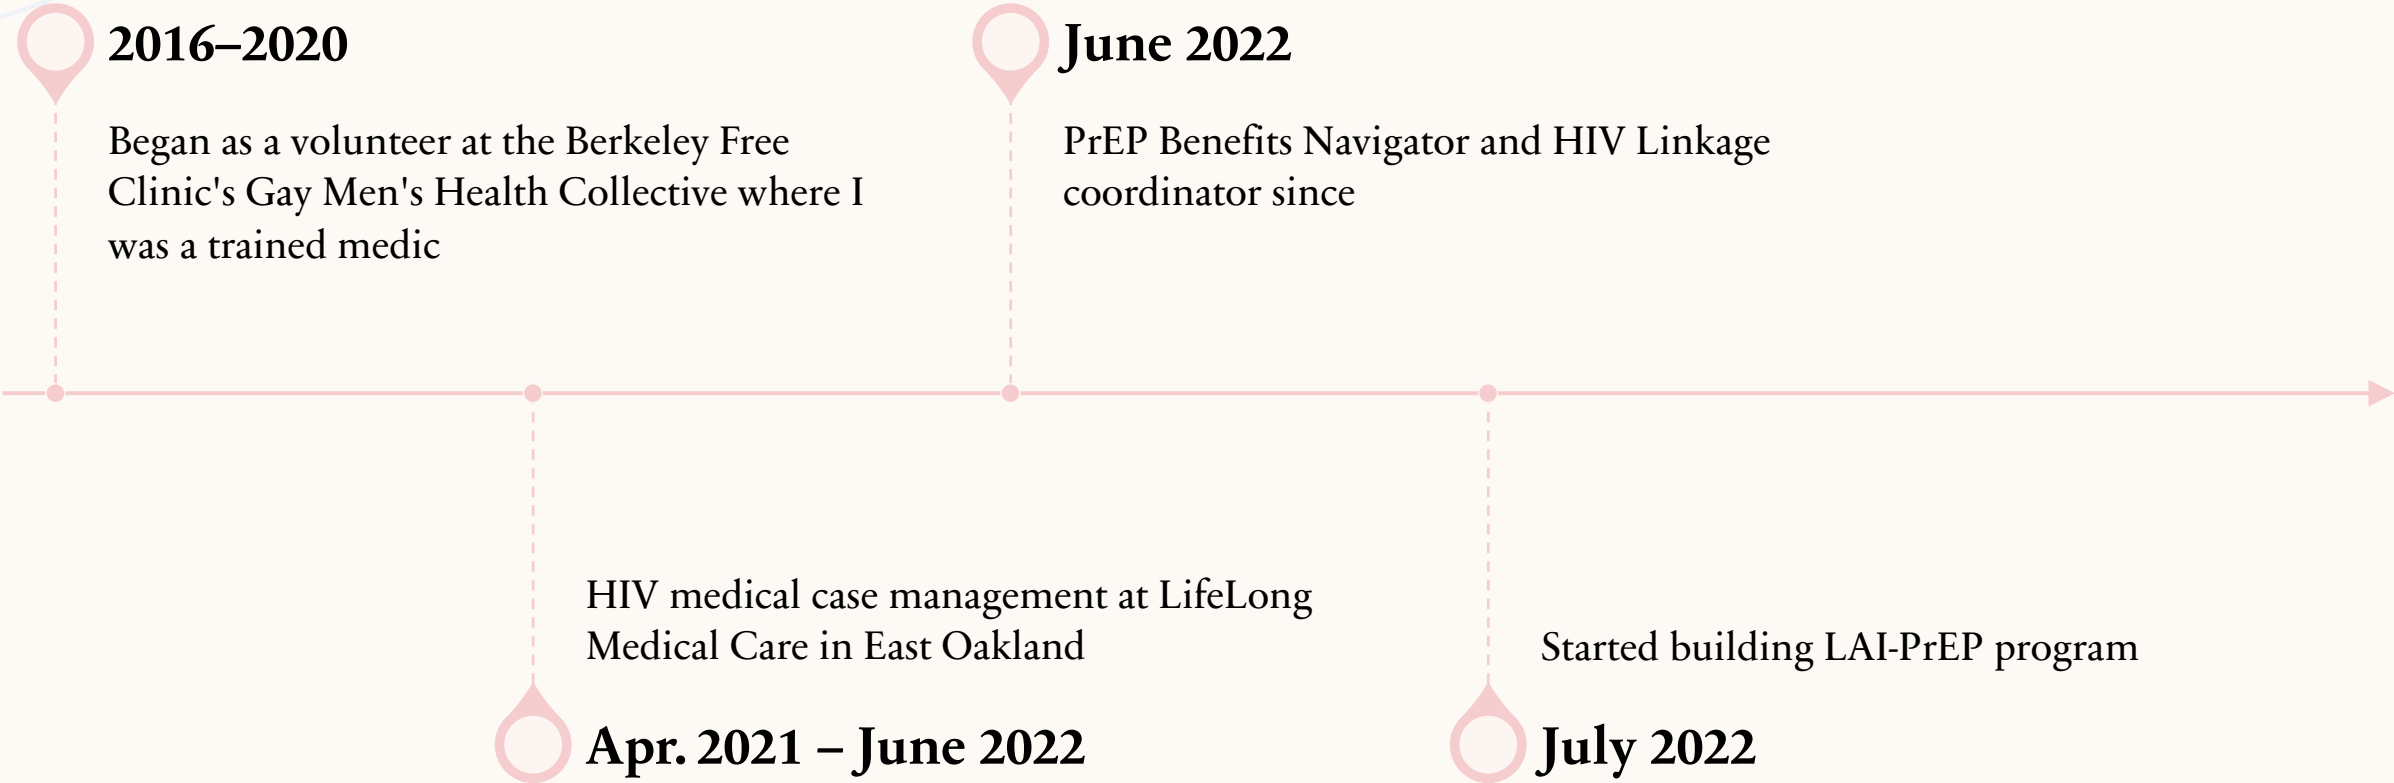 2016–2020
Began as a volunteer at the Berkeley Free
Clinic's Gay Men's Health Collective where I
was a trained medic
June 2022
PrEP Benefits Navigator and HIV Linkage
coordinator since
HIV medical case management at LifeLong
Medical Care in East Oakland
Apr. 2021 – June 2022
Started building LAI-PrEP program
July 2022